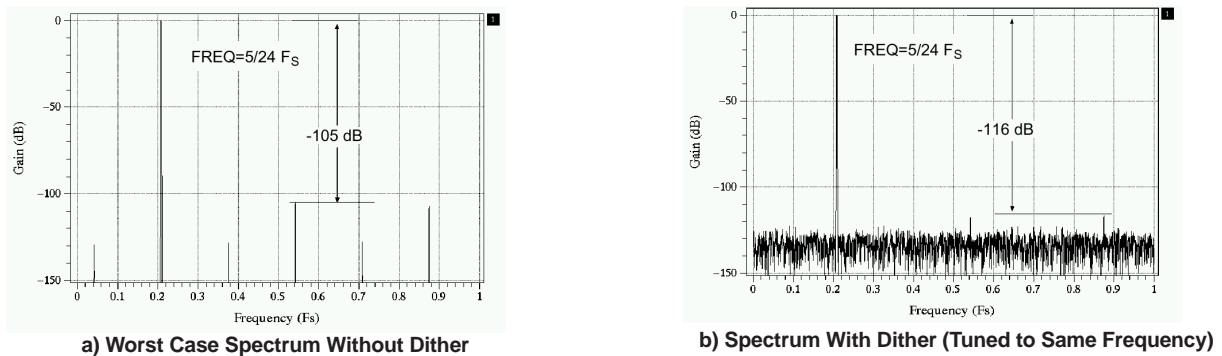 0
1
FREQ=5/24 FS
−50
-105 dB
Gain (dB)
−100
−150
0 0.1 0.2 0.3 0.4 0.5 0.6 0.7 0.8 0.9 1
Frequency (Fs)
a) Worst Case Spectrum Without Dither
0
1
FREQ=5/24 FS
−50
-116 dB
Gain (dB)
−100
−150
0 0.1 0.2 0.3 0.4 0.5 0.6 0.7 0.8 0.9 1
Frequency (Fs)
b) Spectrum With Dither (Tuned to Same Frequency)